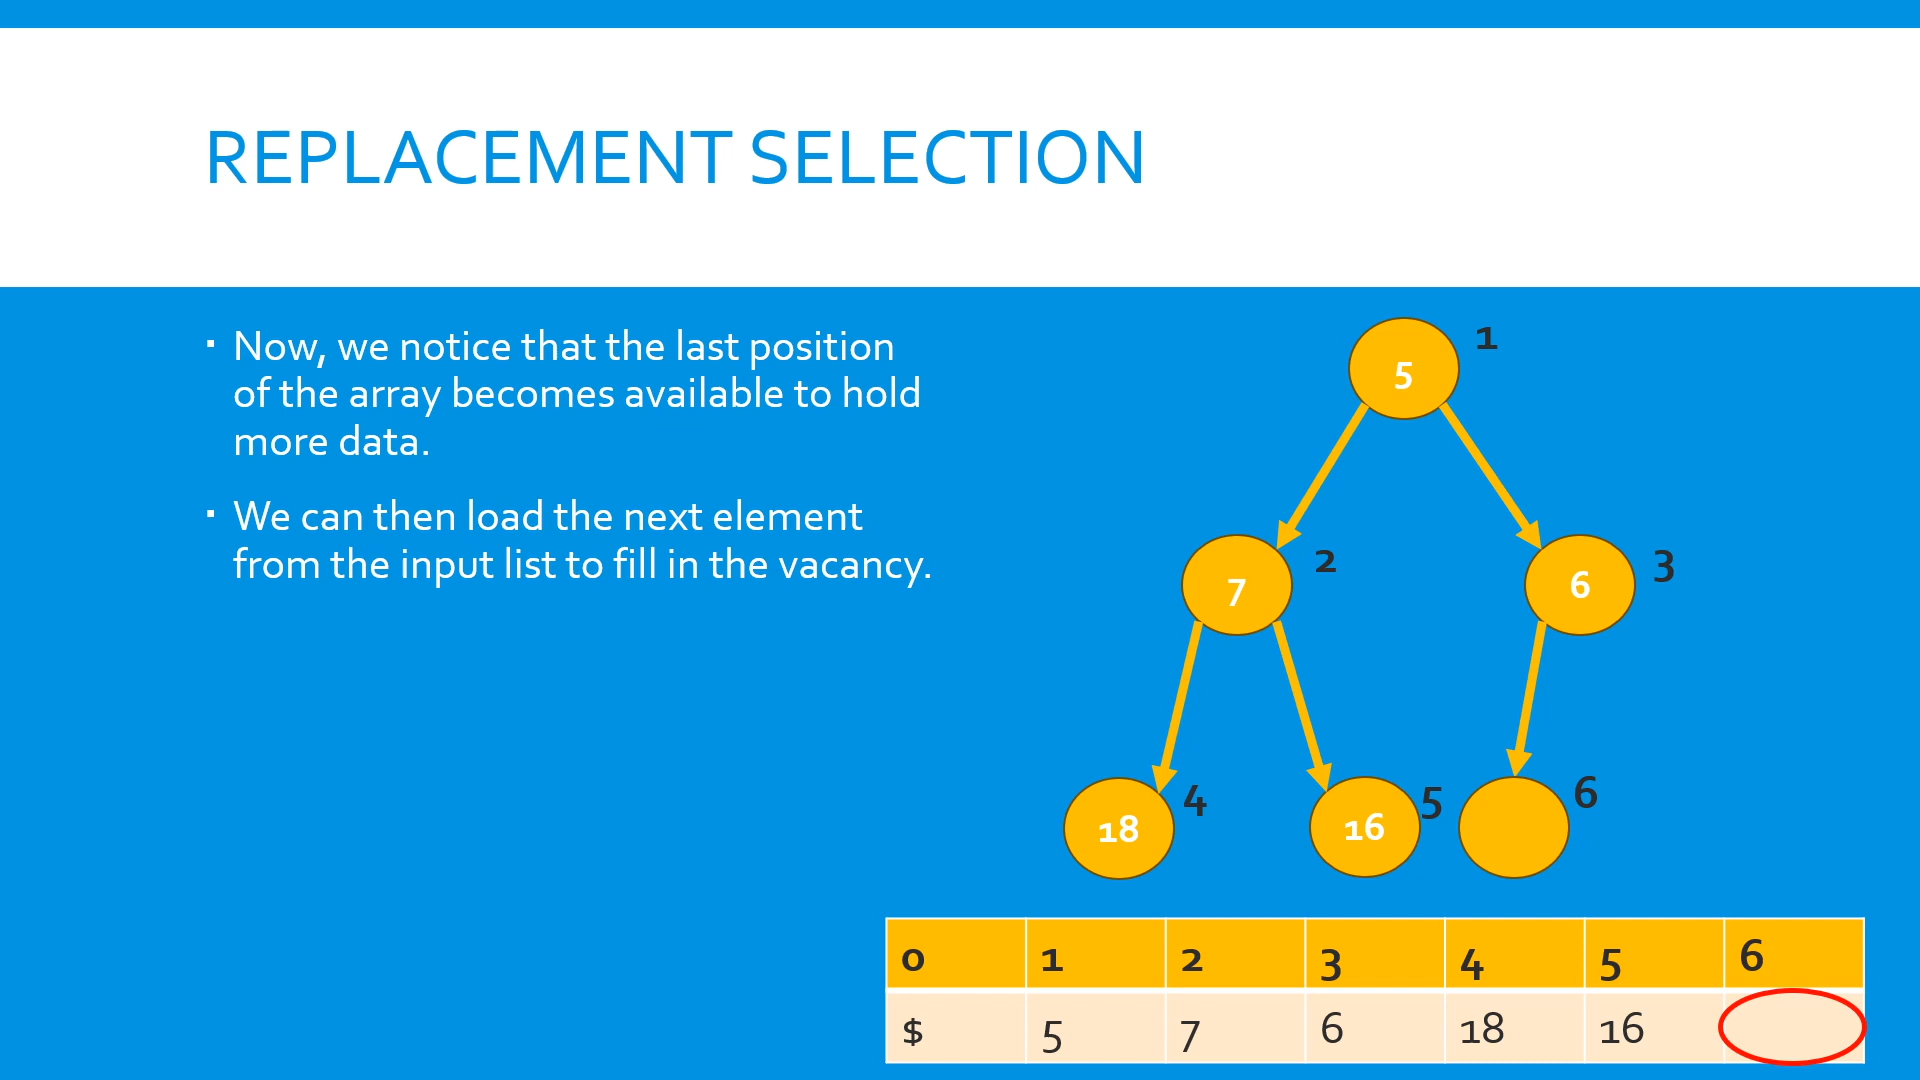 REPLACEMENT SELECTION
▪ Now, we notice that the last position
of the array becomes available to hold
more data.
▪ We can then load the next element
from the input list to fill in the vacancy.
5 1
7 2 6 3
18 4 16 5 6
0 1 2 3 4 5 6
$ 5 7 6 18 16